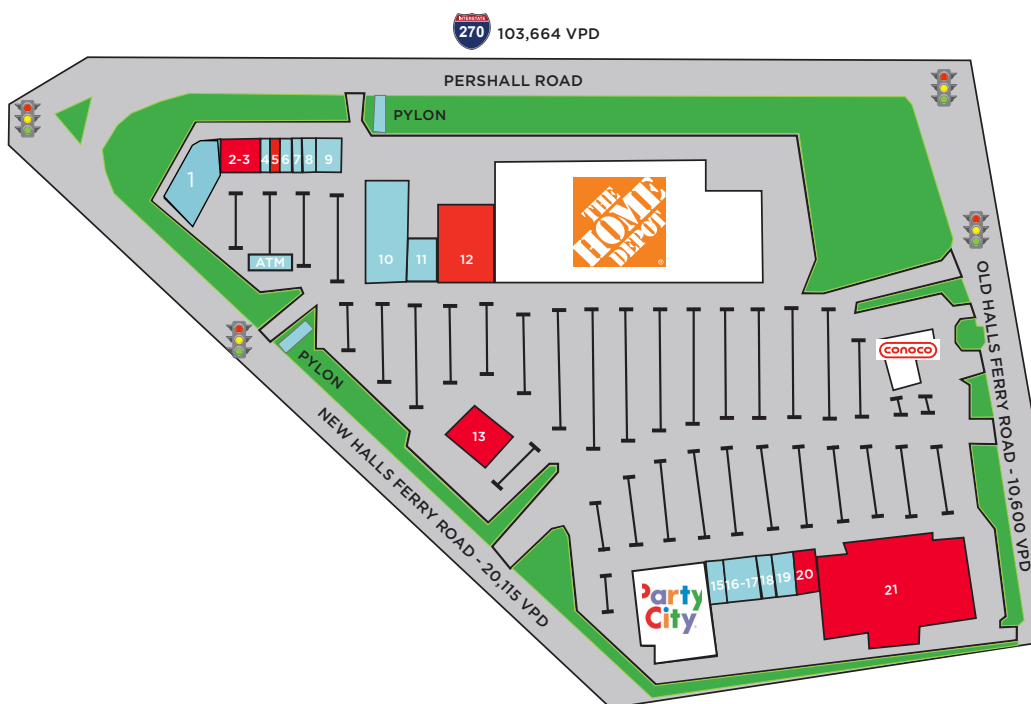 INTERSTATE
270
103,664 VPD
PERSHALL ROAD
PYLON
1
2-3
4
5
6
7
8
9
THE
HOME
DEPOT
®
10
11
12
ATM
OLD HALLS FERRY ROAD - 10,600 VPD
conoco
PYLON
13
NEW HALLS FERRY ROAD - 20,115 VPD
Party
City
15
16-17
18
19
20
21